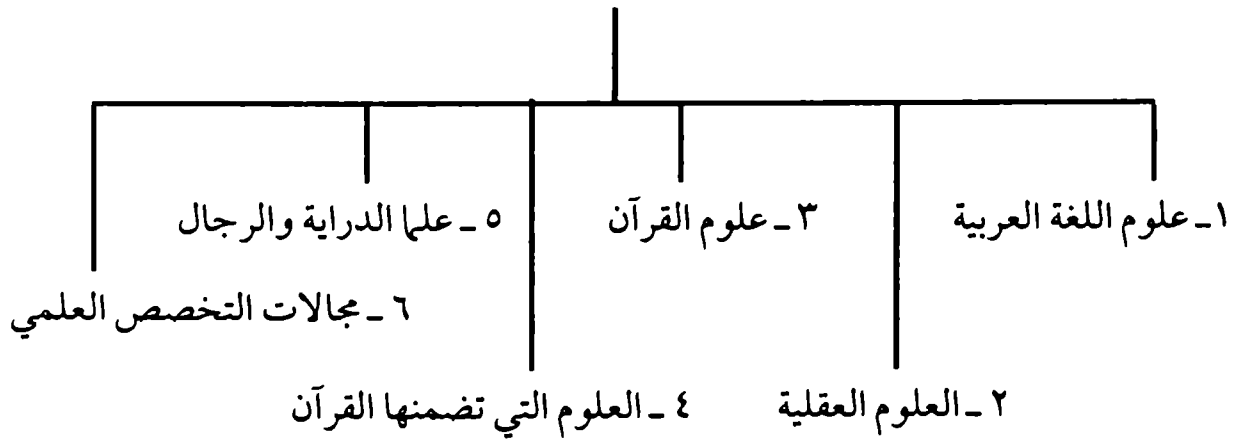 ١ ـ علوم اللغة العربية
٢ ـ العلوم العقلية
٣ ـ علوم القرآن
٤ ـ العلوم التي تضمنها القرآن
٥ ـ علما الدراية والرجال
٦ ـ مجالات التخصص العلمي